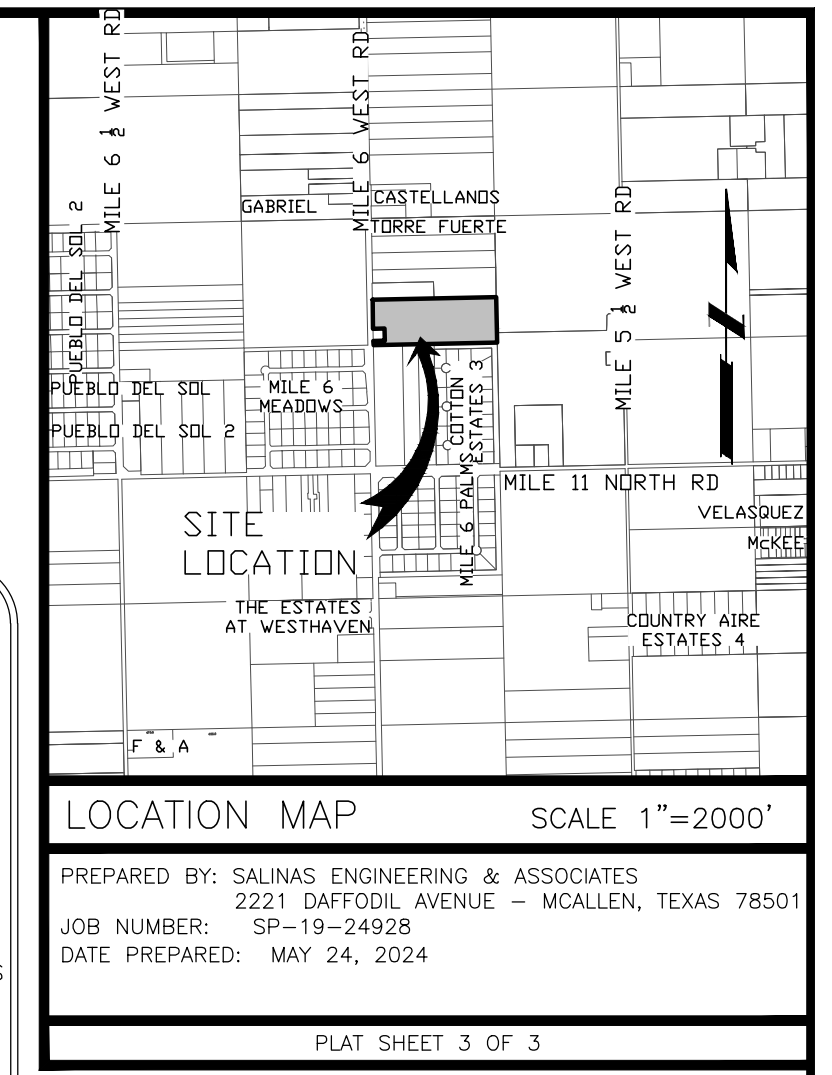 MILE 6 1/2 WEST RD
MILE 6 WEST RD
GABRIEL
CASTELLANOS
TORRE FUERTE
MILE 5 1/2 WEST RD
PUEBLO DEL SOL 2
PUEBLO DEL SOL
PUEBLO DEL SOL 2
MILE 6
MEADOWS
COTTON
ESTATES 3
MILE 6 PALMS
MILE 11 NORTH RD
VELASQUEZ
McKEE
SITE
LOCATION
THE ESTATES
AT WESTHAVEN
COUNTRY AIRE
ESTATES 4
F & A
LOCATION MAP SCALE 1"=2000'
PREPARED BY: SALINAS ENGINEERING & ASSOCIATES
2221 DAFFODIL AVENUE – MCALLEN, TEXAS 78501
JOB NUMBER: SP–19–24928
DATE PREPARED: MAY 24, 2024
PLAT SHEET 3 OF 3